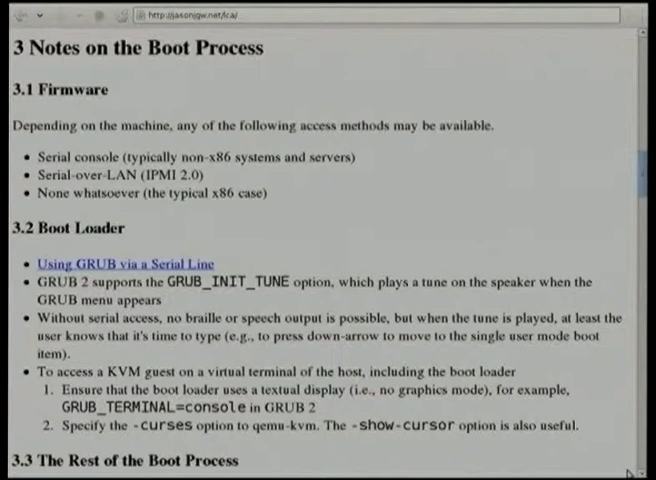 http://jasonjgw.net/lca/
3 Notes on the Boot Process
3.1 Firmware
Depending on the machine, any of the following access methods may be available.
• Serial console (typically non-x86 systems and servers)
• Serial-over-LAN (IPMI 2.0)
• None whatsoever (the typical x86 case)
3.2 Boot Loader
• Using GRUB via a Serial Line
• GRUB 2 supports the GRUB_INIT_TUNE option, which plays a tune on the speaker when the
GRUB menu appears
• Without serial access, no braille or speech output is possible, but when the tune is played, at least the
user knows that it's time to type (e.g., to press down-arrow to move to the single user mode boot
item).
• To access a KVM guest on a virtual terminal of the host, including the boot loader
1. Ensure that the boot loader uses a textual display (i.e., no graphics mode), for example,
GRUB_TERMINAL=console in GRUB 2
2. Specify the -curses option to qemu-kvm. The -show-cursor option is also useful.
3.3 The Rest of the Boot Process